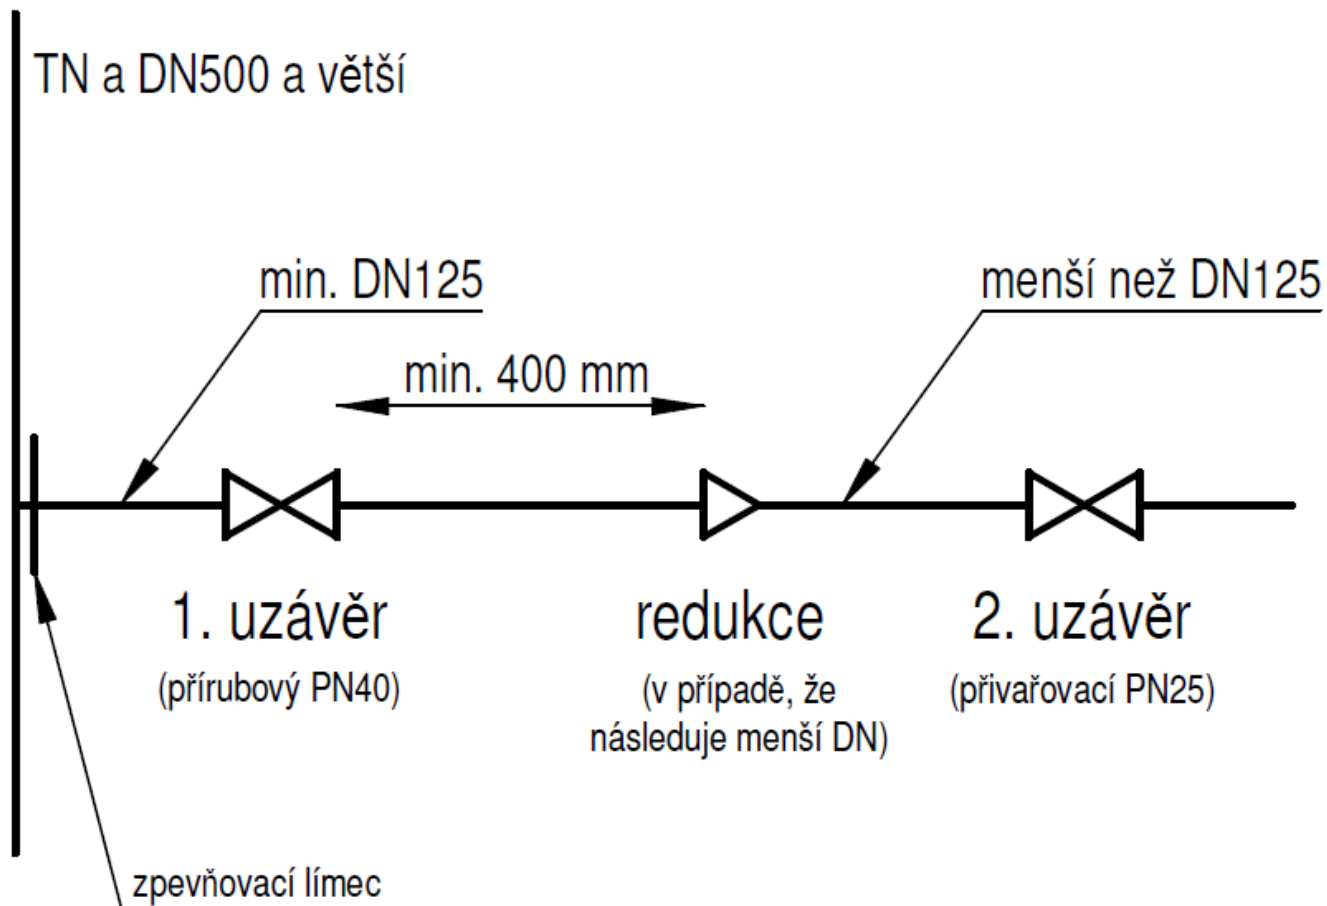 TN a DN500 a větší
min. DN125
menší než DN125
min. 400 mm
1. uzávěr
(přírubový PN40)
redukce
(v případě, že
následuje menší DN)
2. uzávěr
(přivařovací PN25)
zpevňovací límec